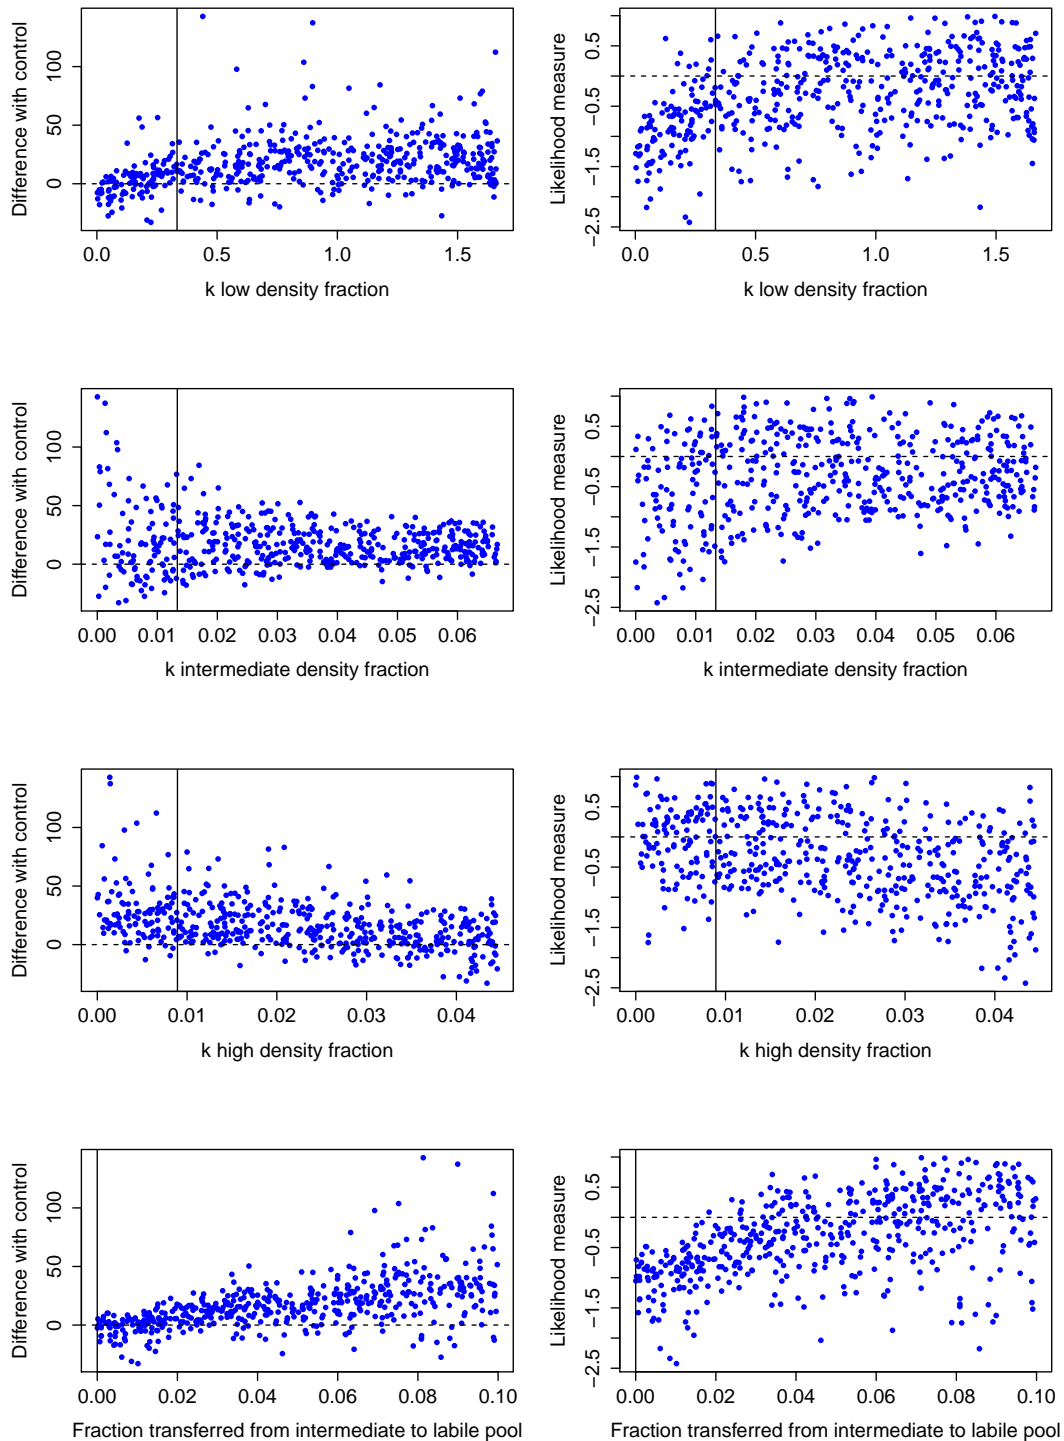 Difference with control
0 50 100
0.0 0.5 1.0 1.5
k low density fraction
Likelihood measure
−2.5 −1.5 −0.5 0.5
0.0 0.5 1.0 1.5
k low density fraction
Difference with control
0 50 100
0.00 0.01 0.02 0.03 0.04 0.05 0.06
k intermediate density fraction
Likelihood measure
−2.5 −1.5 −0.5 0.5
0.00 0.01 0.02 0.03 0.04 0.05 0.06
k intermediate density fraction
Difference with control
0 50 100
0.00 0.01 0.02 0.03 0.04
k high density fraction
Likelihood measure
−2.5 −1.5 −0.5 0.5
0.00 0.01 0.02 0.03 0.04
k high density fraction
Difference with control
0 50 100
0.00 0.02 0.04 0.06 0.08 0.10
Fraction transferred from intermediate to labile pool
Likelihood measure
−2.5 −1.5 −0.5 0.5
0.00 0.02 0.04 0.06 0.08 0.10
Fraction transferred from intermediate to labile pool